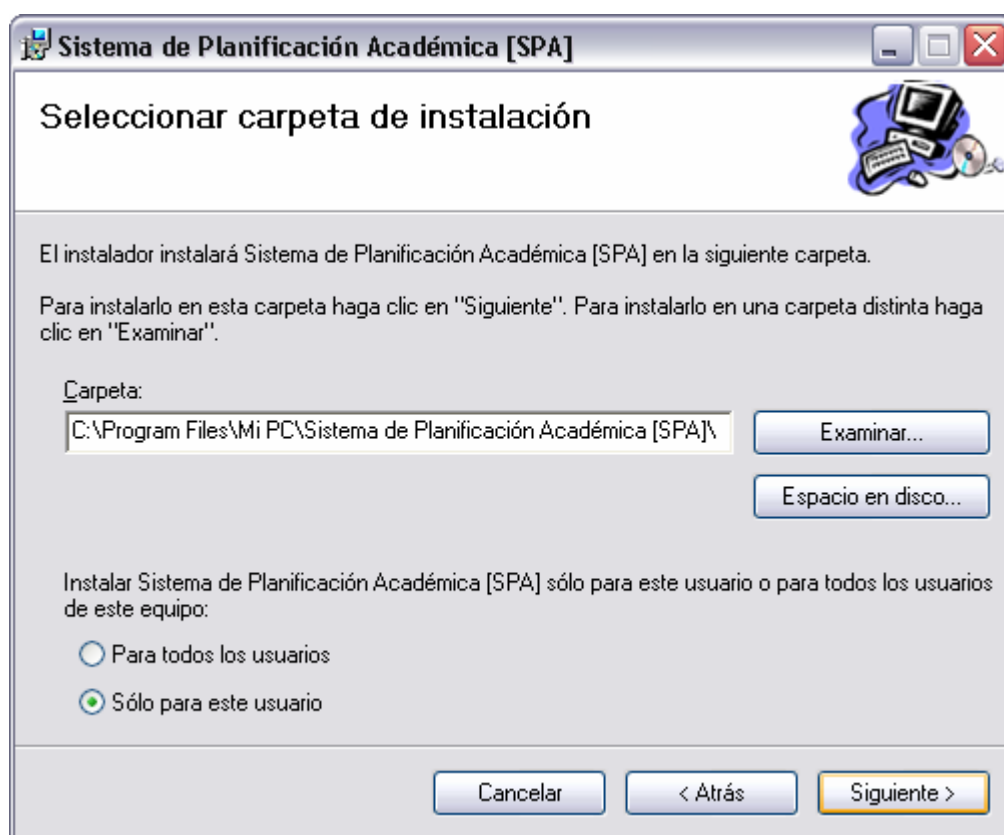 Sistema de Planificación Académica [SPA]
Seleccionar carpeta de instalación
El instalador instalará Sistema de Planificación Académica [SPA] en la siguiente carpeta.
Para instalarlo en esta carpeta haga clic en "Siguiente". Para instalarlo en una carpeta distinta haga
clic en "Examinar".
Carpeta:
C:\Program Files\Mi PC\Sistema de Planificación Académica [SPA]\
Examinar...
Espacio en disco...
Instalar Sistema de Planificación Académica [SPA] sólo para este usuario o para todos los usuarios
de este equipo:
Para todos los usuarios
Sólo para este usuario
Cancelar
< Atrás
Siguiente >